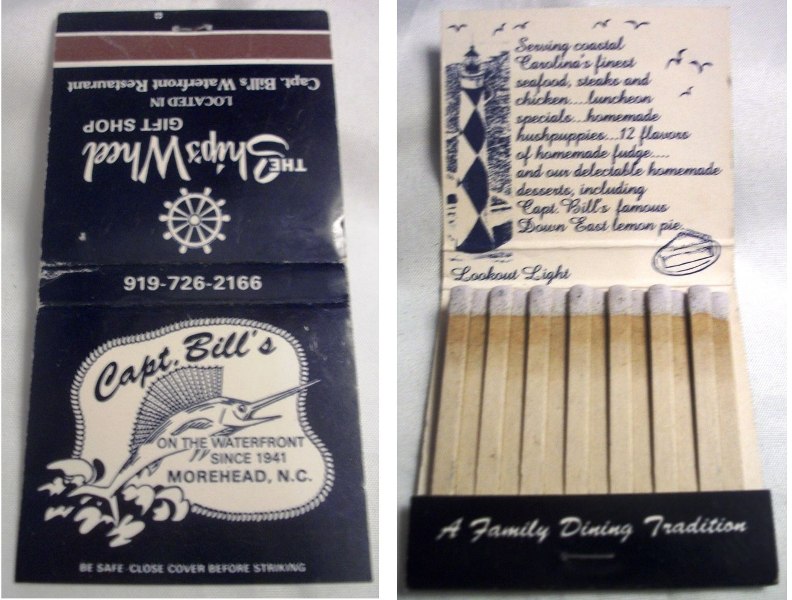 Capt. Bill's Waterfront Restaurant
LOCATED IN
GIFT SHOP
THE Ship's Wheel
919-726-2166
Capt. Bill's
ON THE WATERFRONT
SINCE 1941
MOREHEAD, N.C.
BE SAFE CLOSE COVER BEFORE STRIKING
Serving coastal
Carolina's finest
seafood, steaks and
chicken....luncheon
specials...homemade
hushpuppies...12 flavors
of homemade fudge....
and our delectable homemade
desserts, including
Capt. Bill's famous
Down East lemon pie.
Lookout Light
A Family Dining Tradition